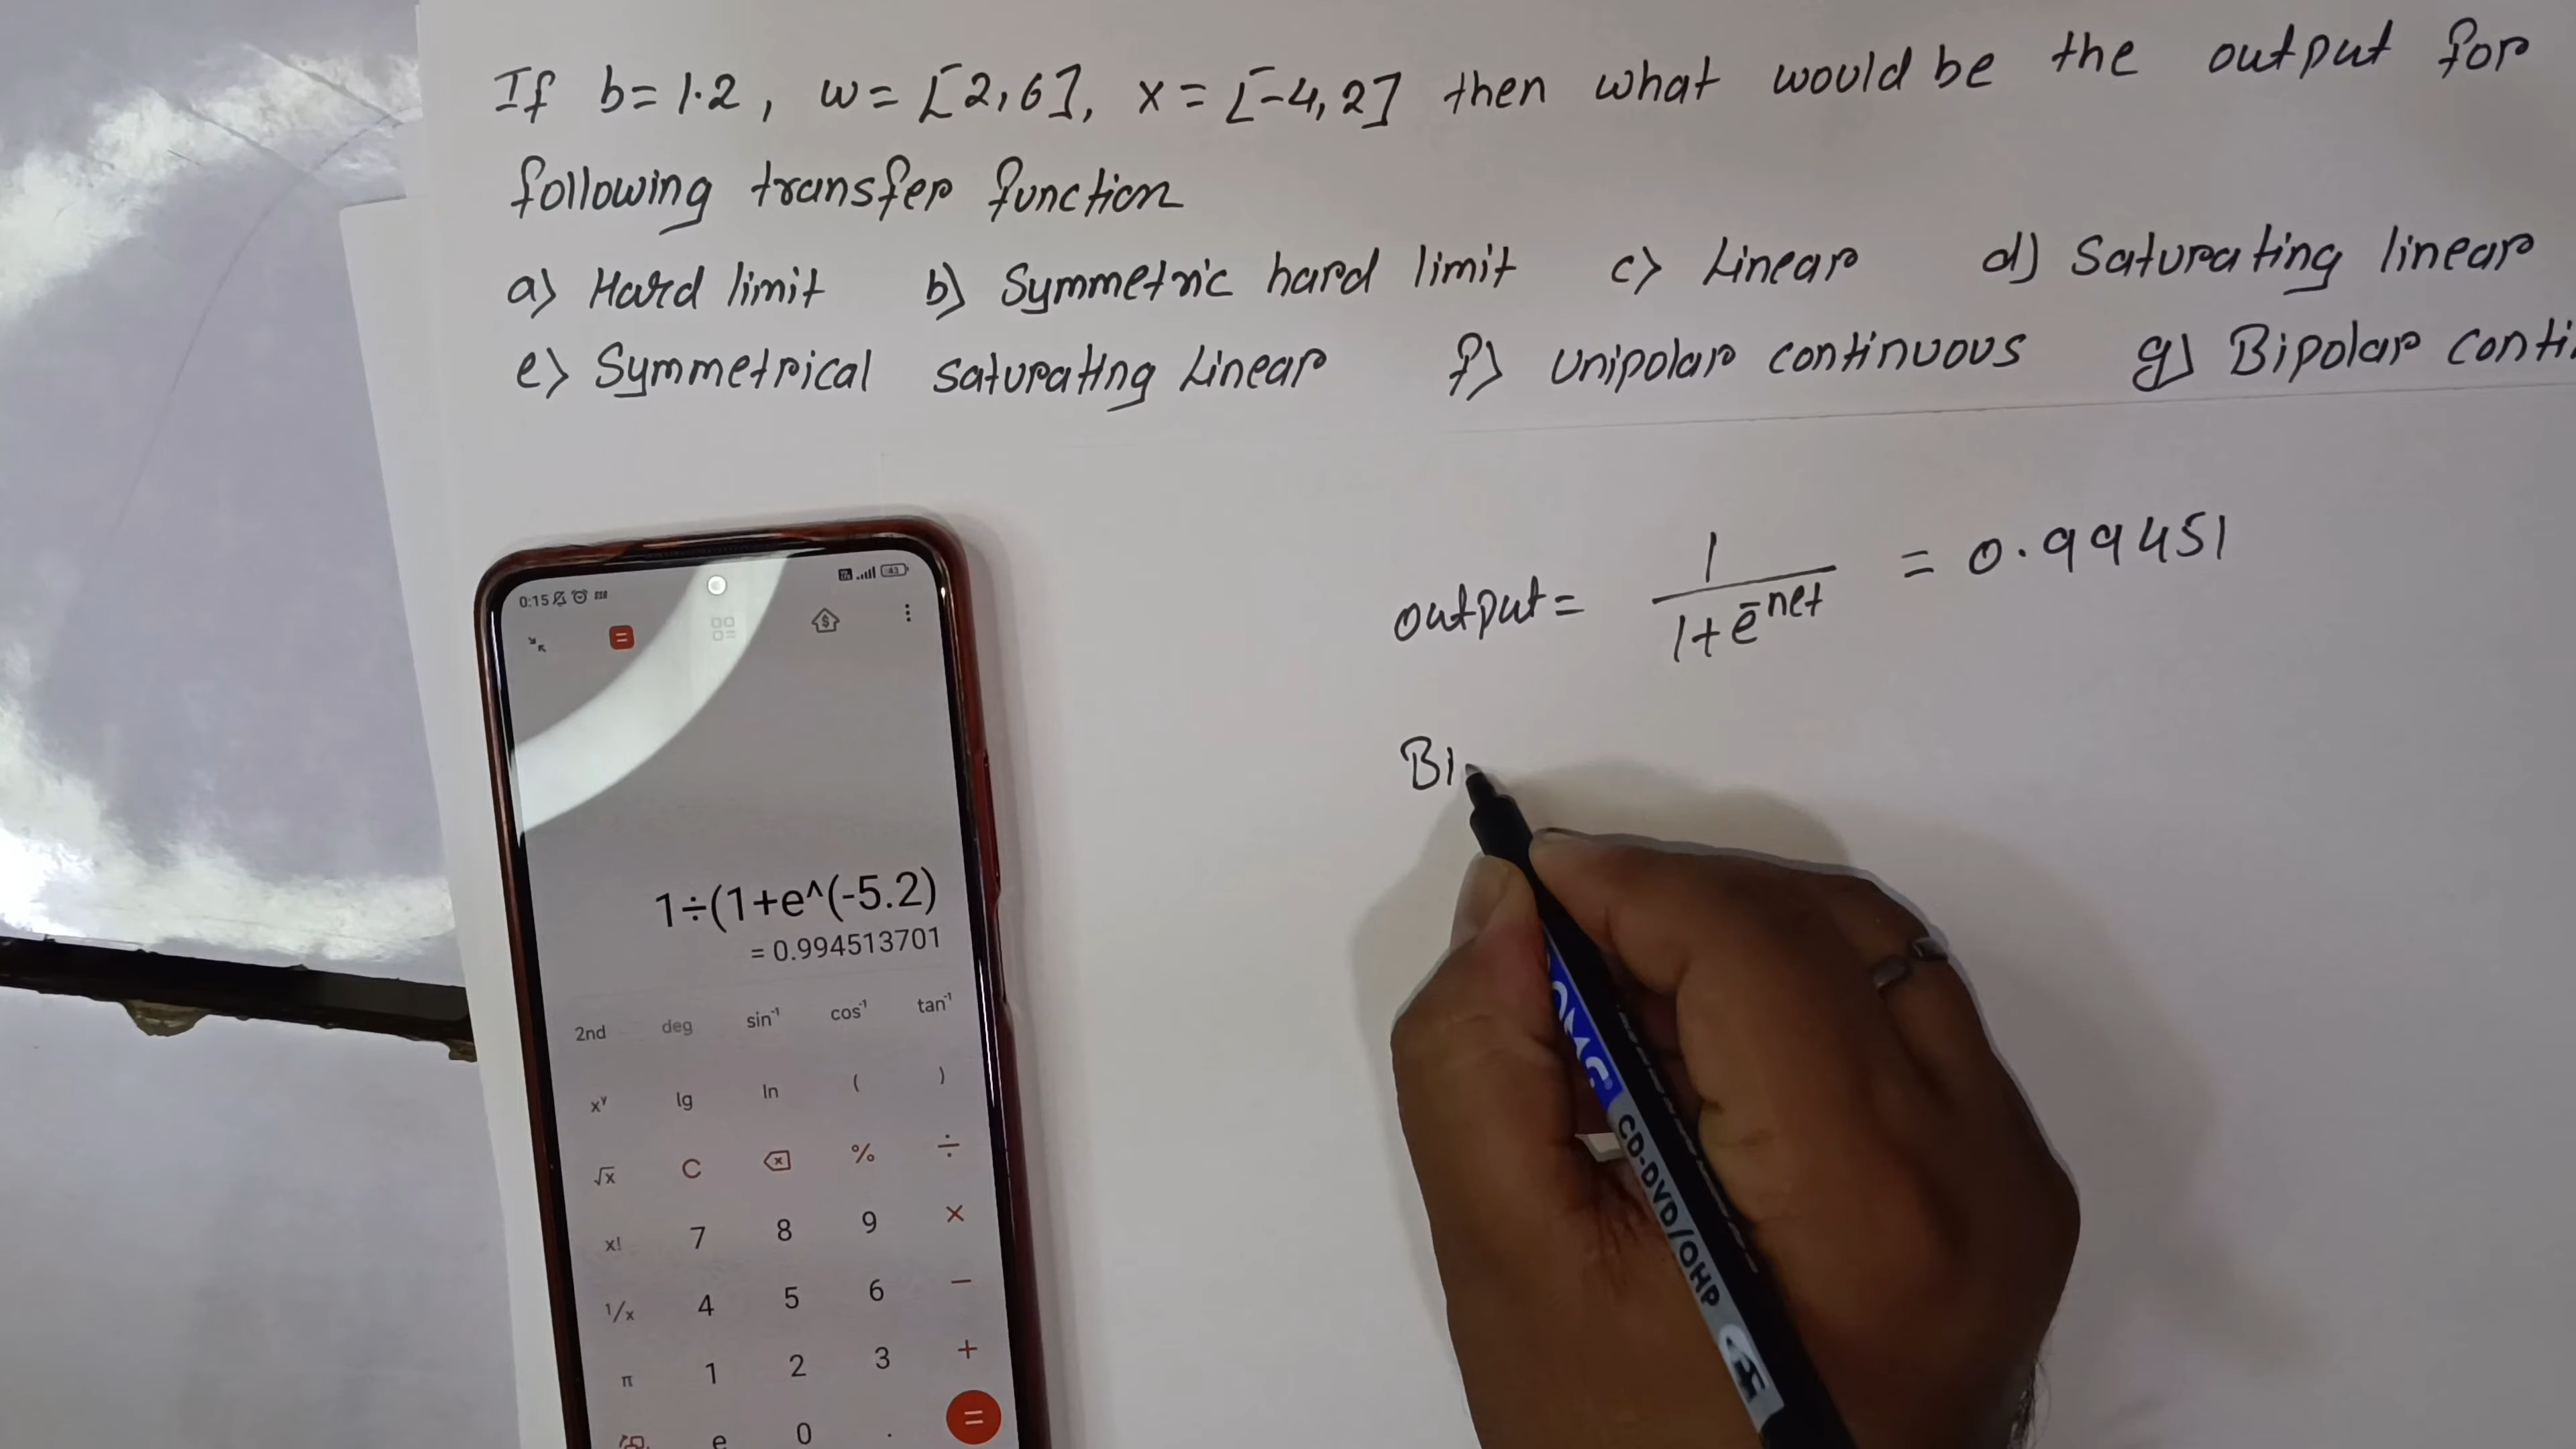 If b=1.2, w=[2,6], x=[-4,2] then what would be the output for
following transfer function
a) Hard limit b) Symmetric hard limit c) Linear d) Saturating linear
e) Symmetrical saturating Linear f) unipolar continuous g) Bipolar conti
output = 1/(1+e^-net) = 0.99451
Bi
0:15 43
1÷(1+e^(-5.2)
= 0.994513701
2nd deg sin⁻¹ cos⁻¹ tan⁻¹
xʸ lg ln ( )
√x C % ÷
x! 7 8 9 ×
1/x 4 5 6 −
π 1 2 3 +
e 0 . =
CD-DVD/OHP